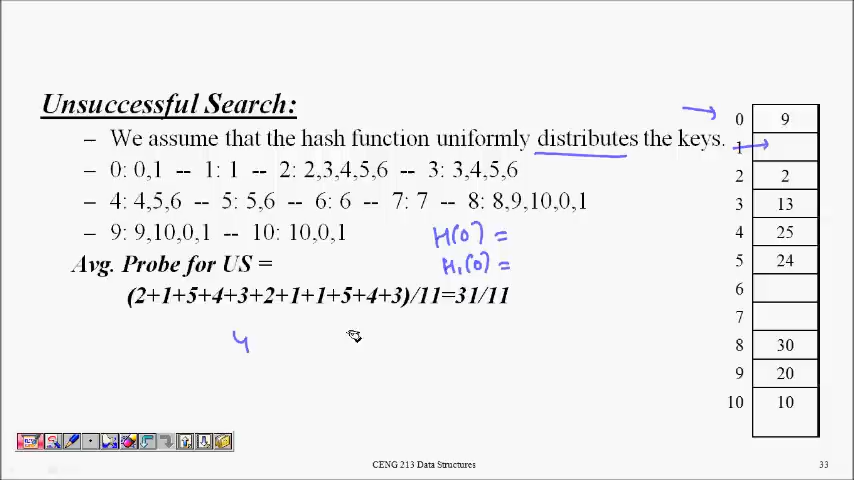 Unsuccessful Search:
– We assume that the hash function uniformly distributes the keys.
– 0: 0,1 -- 1: 1 -- 2: 2,3,4,5,6 -- 3: 3,4,5,6
– 4: 4,5,6 -- 5: 5,6 -- 6: 6 -- 7: 7 -- 8: 8,9,10,0,1
– 9: 9,10,0,1 -- 10: 10,0,1
H(0) =
H₁(0) =
Avg. Probe for US =
(2+1+5+4+3+2+1+1+5+4+3)/11=31/11
4
0 9
1
2 2
3 13
4 25
5 24
6
7
8 30
9 20
10 10
CENG 213 Data Structures
33